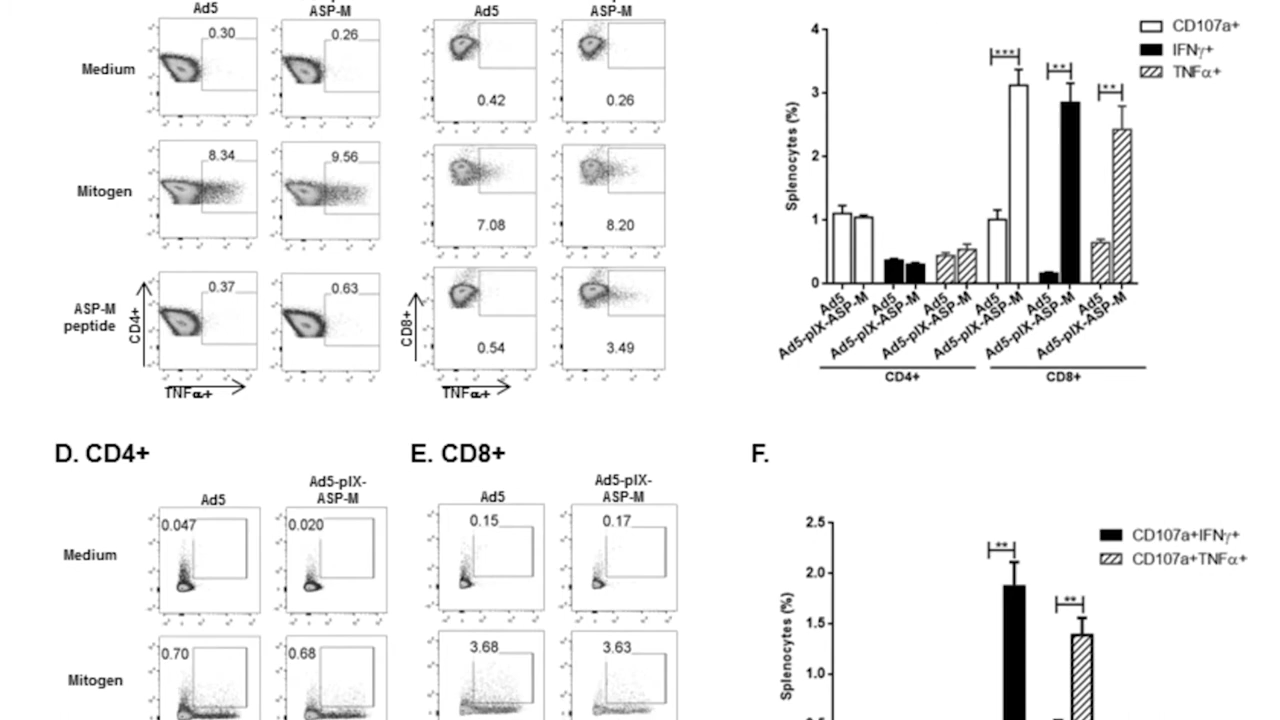 Ad5
ASP-M
Ad5
ASP-M
Medium
0.30
0.26
0.42
0.26
Mitogen
8.34
9.56
7.08
8.20
ASP-M
peptide
0.37
0.63
0.54
3.49
CD4+
TNFα+
CD8+
TNFα+
4
3
2
1
0
Splenocytes (%)
CD107a+
IFNγ+
TNFα+
***
**
**
Ad5
Ad5-pIX-ASP-M
Ad5
Ad5-pIX-ASP-M
Ad5
Ad5-pIX-ASP-M
Ad5
Ad5-pIX-ASP-M
Ad5
Ad5-pIX-ASP-M
Ad5
Ad5-pIX-ASP-M
CD4+
CD8+
D. CD4+
Ad5
Ad5-pIX-
ASP-M
Medium
0.047
0.020
Mitogen
0.70
0.68
E. CD8+
Ad5
Ad5-pIX-
ASP-M
0.15
0.17
3.68
3.63
F.
2.5
2.0
1.5
1.0
Splenocytes (%)
CD107a+IFNγ+
CD107a+TNFα+
**
**